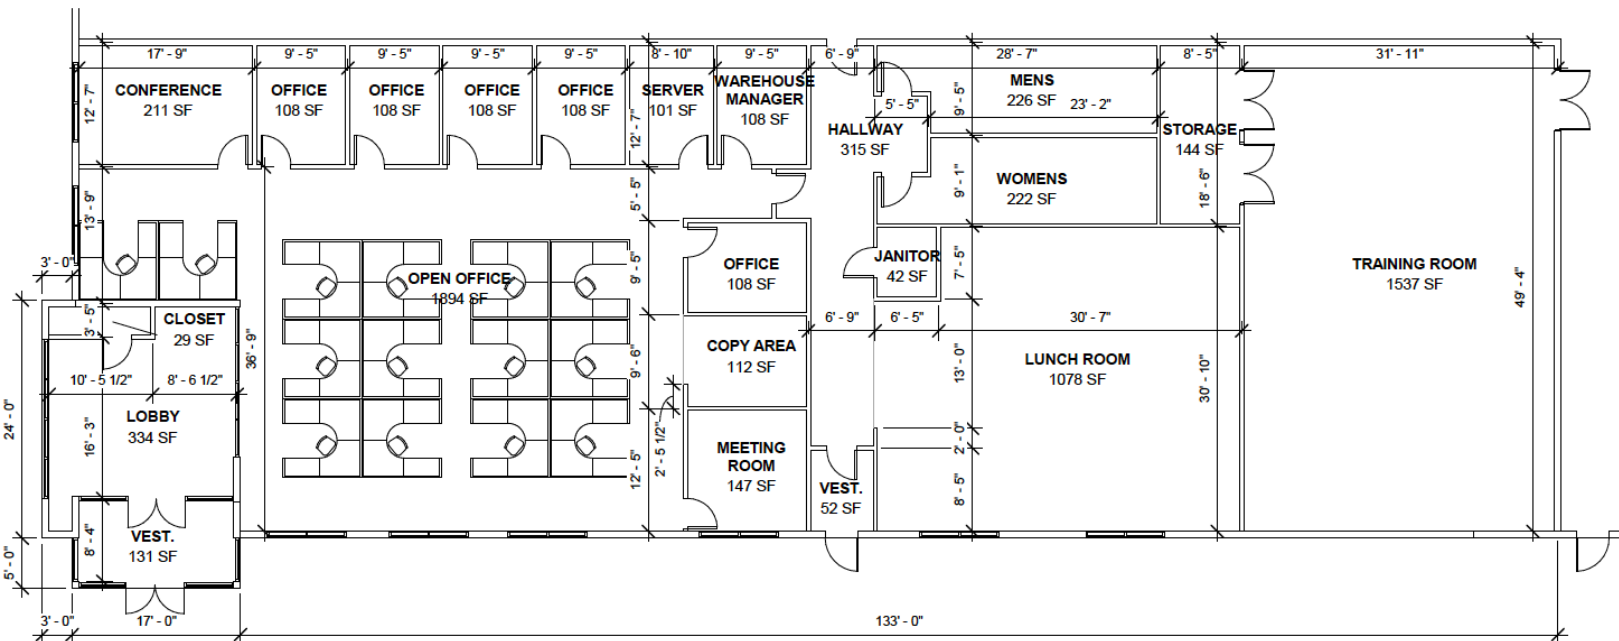 17' - 9"
9' - 5"
9' - 5"
9' - 5"
9' - 5"
8' - 10"
9' - 5"
6' - 9"
28' - 7"
8' - 5"
31' - 11"
CONFERENCE
211 SF
12' - 7"
OFFICE
108 SF
OFFICE
108 SF
OFFICE
108 SF
OFFICE
108 SF
SERVER
101 SF
12' - 7"
WAREHOUSE
MANAGER
108 SF
HALLWAY
315 SF
5' - 5"
MENS
226 SF
9' - 5"
23' - 2"
STORAGE
144 SF
18' - 6"
WOMENS
222 SF
9' - 1"
13' - 9"
5' - 5"
3' - 0"
OPEN OFFICE
1894 SF
OFFICE
108 SF
9' - 5"
JANITOR
42 SF
7' - 5"
TRAINING ROOM
1537 SF
49' - 4"
CLOSET
29 SF
3' - 5"
36' - 9"
6' - 9"
6' - 5"
30' - 7"
COPY AREA
112 SF
9' - 6"
LUNCH ROOM
1078 SF
13' - 0"
30' - 10"
10' - 5 1/2"
8' - 6 1/2"
LOBBY
334 SF
24' - 0"
16' - 3"
MEETING
ROOM
147 SF
12' - 5"
2' - 5 1/2"
2' - 0"
VEST.
52 SF
8' - 5"
VEST.
131 SF
8' - 4"
5' - 0"
3' - 0"
17' - 0"
133' - 0"